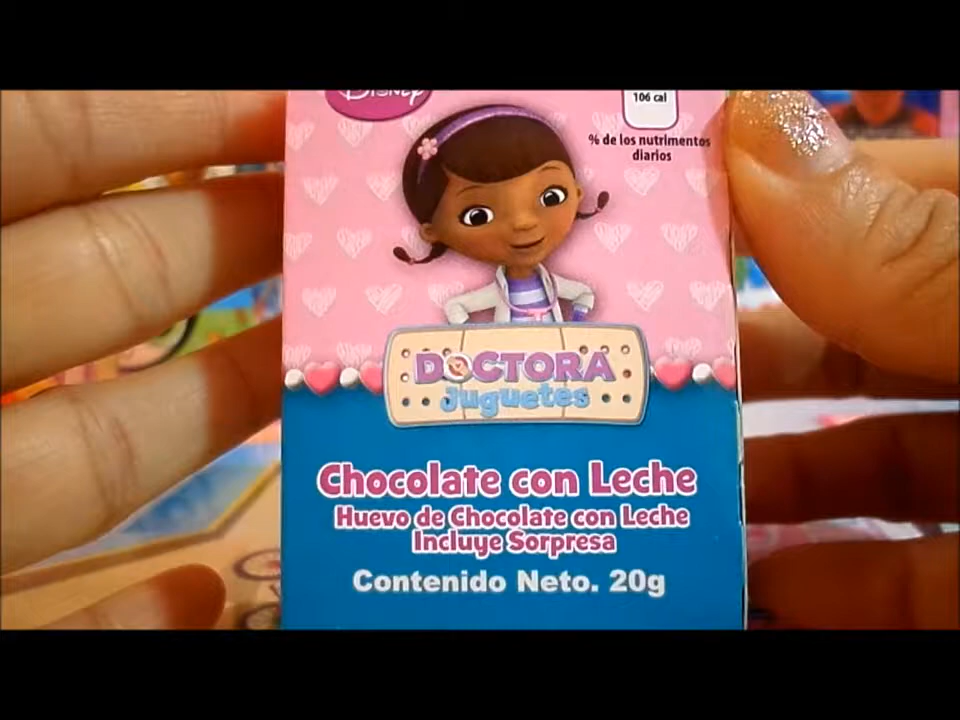 Disney
106 cal
% de los nutrimentos
diarios
DOCTORA
Juguetes
Chocolate con Leche
Huevo de Chocolate con Leche
Incluye Sorpresa
Contenido Neto. 20g